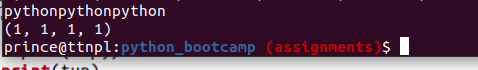 pythonpythonpython
(1, 1, 1, 1)
prince@ttnpl:python_bootcamp (assignments)$